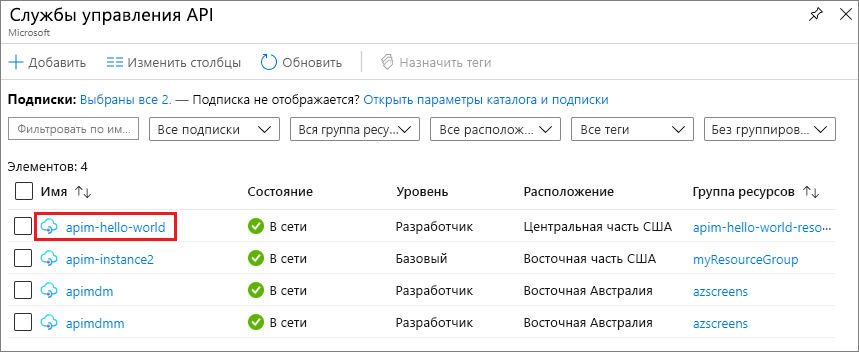 Службы управления API
Microsoft
Добавить Изменить столбцы Обновить Назначить теги
Подписки: Выбраны все 2. — Подписка не отображается? Открыть параметры каталога и подписки
Фильтровать по им... Все подписки Вся группа ресу... Все располож... Все теги Без группиров...
Элементов: 4
Имя Состояние Уровень Расположение Группа ресурсов
apim-hello-world В сети Разработчик Центральная часть США apim-hello-world-reso...
apim-instance2 В сети Базовый Восточная часть США myResourceGroup
apimdm В сети Разработчик Восточная Австралия azscreens
apimdmm В сети Разработчик Восточная Австралия azscreens